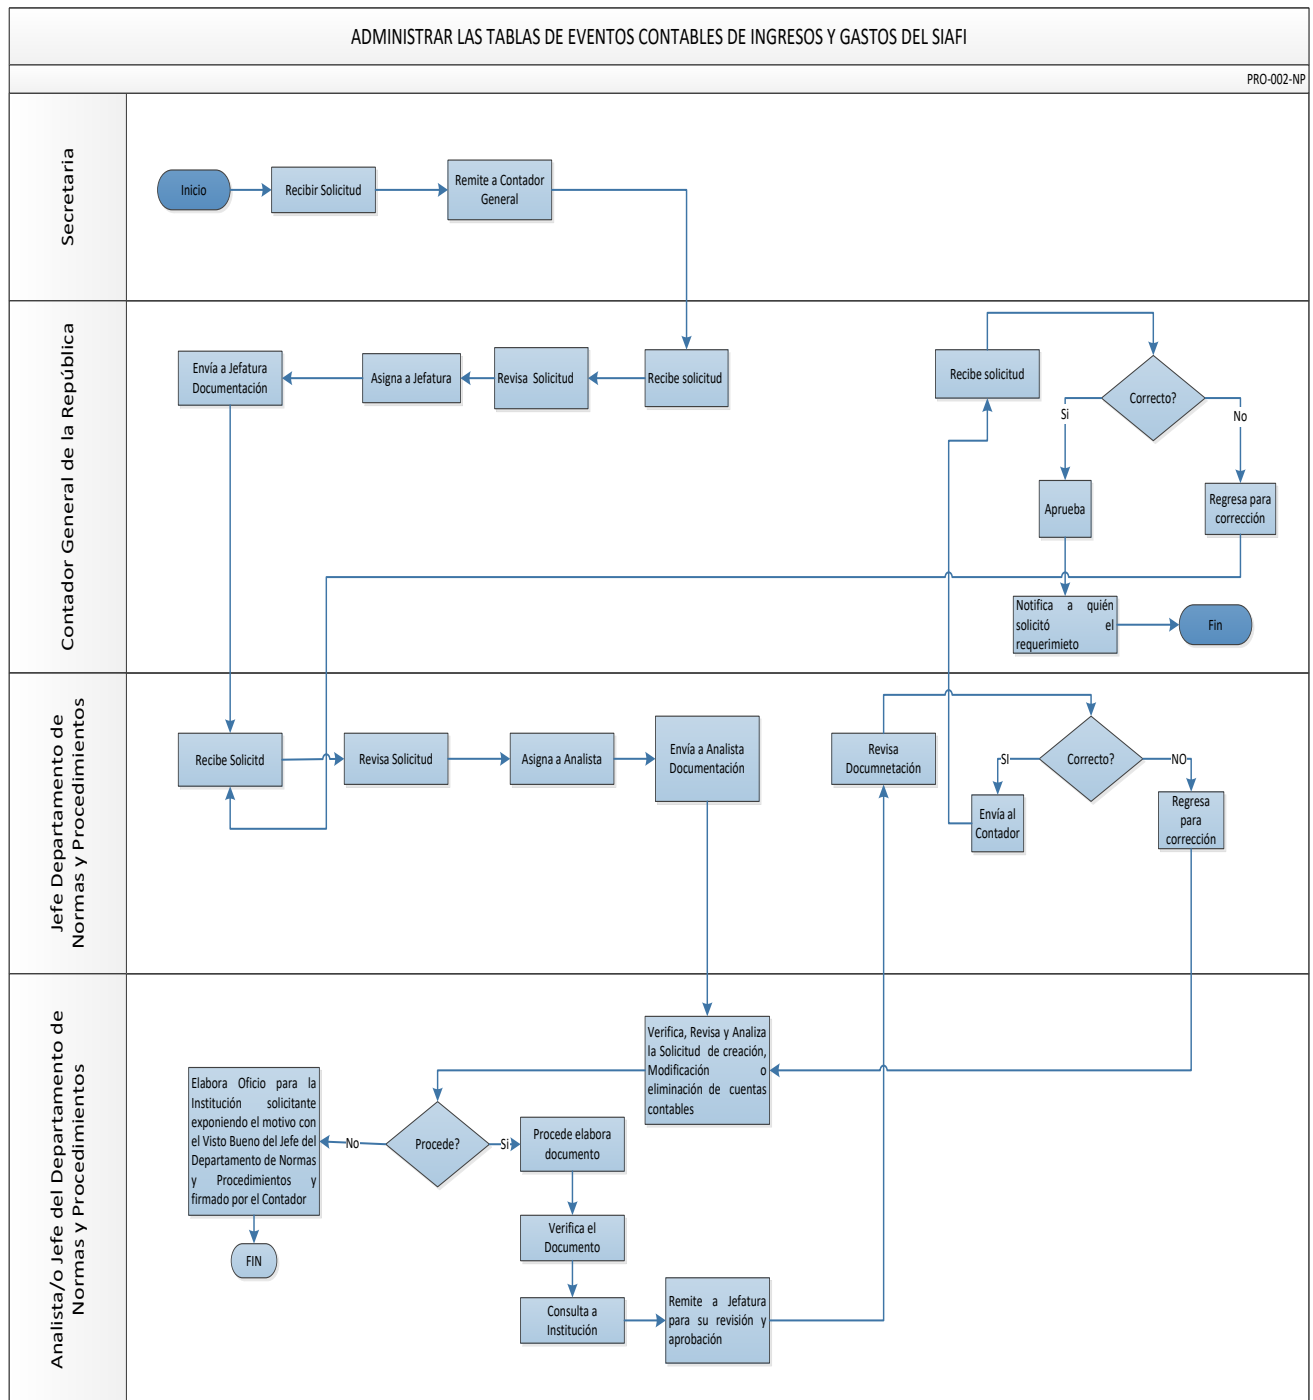 ADMINISTRAR LAS TABLAS DE EVENTOS CONTABLES DE INGRESOS Y GASTOS DEL SIAFI
PRO-002-NP
Secretaria
Inicio
Recibir Solicitud
Remite a Contador
General
Contador General de la República
Envía a Jefatura
Documentación
Asigna a Jefatura
Revisa Solicitud
Recibe solicitud
Recibe solicitud
Correcto?
Si
No
Aprueba
Regresa para
corrección
Notifica a quién
solicitó el
requerimieto
Fin
Jefe Departamento de
Normas y Procedimientos
Recibe Solicitd
Revisa Solicitud
Asigna a Analista
Envía a Analista
Documentación
Revisa
Documnetación
Correcto?
SI
NO
Envía al
Contador
Regresa
para
corrección
Analista/o Jefe del Departamento de
Normas y Procedimientos
Verifica, Revisa y Analiza
la Solicitud de creación,
Modificación o
eliminación de cuentas
contables
Elabora Oficio para la
Institución solicitante
exponiendo el motivo con
el Visto Bueno del Jefe del
Departamento de Normas
y Procedimientos y
firmado por el Contador
No
Procede?
Si
Procede elabora
documento
Verifica el
Documento
FIN
Consulta a
Institución
Remite a Jefatura
para su revisión y
aprobación